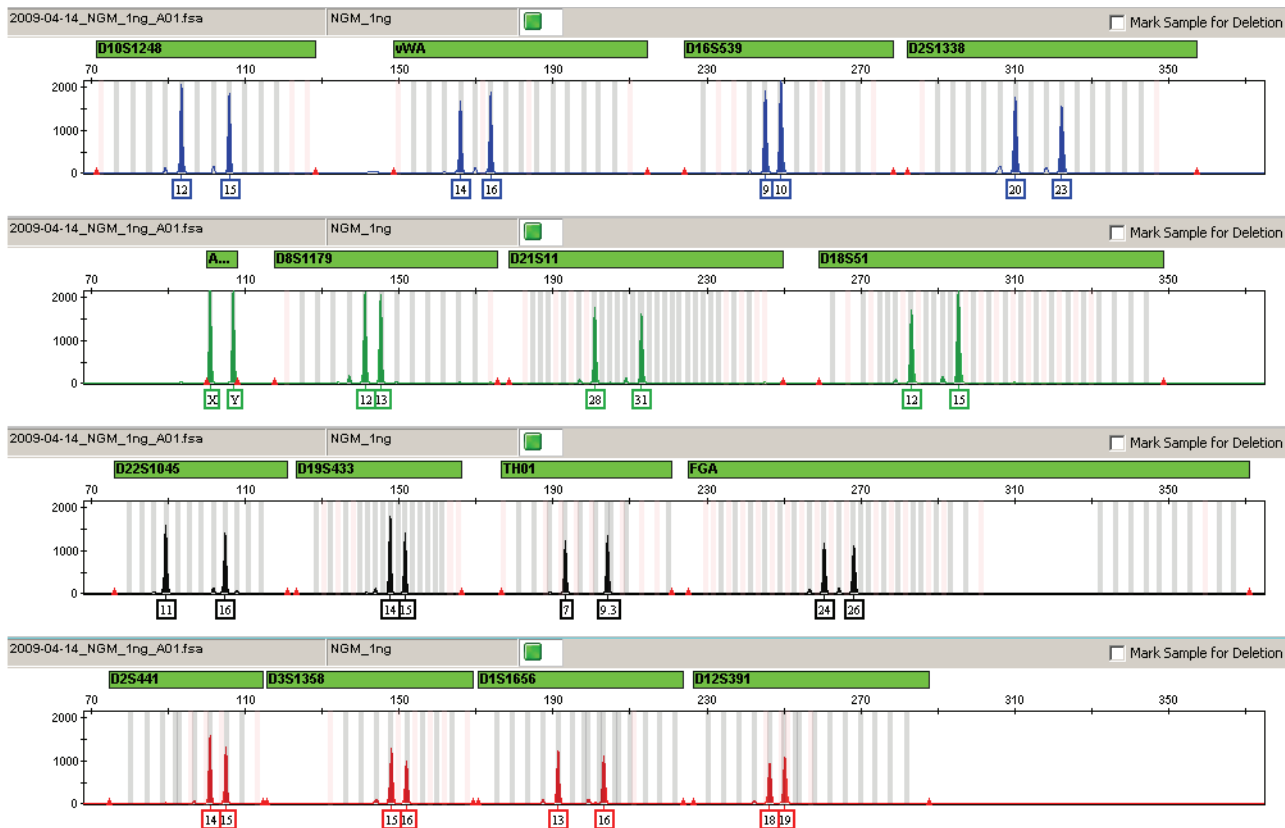 2009-04-14_NGM_1ng_A01.fsa NGM_1ng Mark Sample for Deletion
D10S1248 vWA D16S539 D2S1338
70 110 150 190 230 270 310 350
2000
1000
0
12 15 14 16 9 10 20 23
2009-04-14_NGM_1ng_A01.fsa NGM_1ng Mark Sample for Deletion
A... D8S1179 D21S11 D18S51
70 110 150 190 230 270 310 350
2000
1000
0
X Y 12 13 28 31 12 15
2009-04-14_NGM_1ng_A01.fsa NGM_1ng Mark Sample for Deletion
D22S1045 D19S433 TH01 FGA
70 110 150 190 230 270 310 350
2000
1000
0
11 16 14 15 7 9.3 24 26
2009-04-14_NGM_1ng_A01.fsa NGM_1ng Mark Sample for Deletion
D2S441 D3S1358 D1S1656 D12S391
70 110 150 190 230 270 310 350
2000
1000
0
14 15 15 16 13 16 18 19